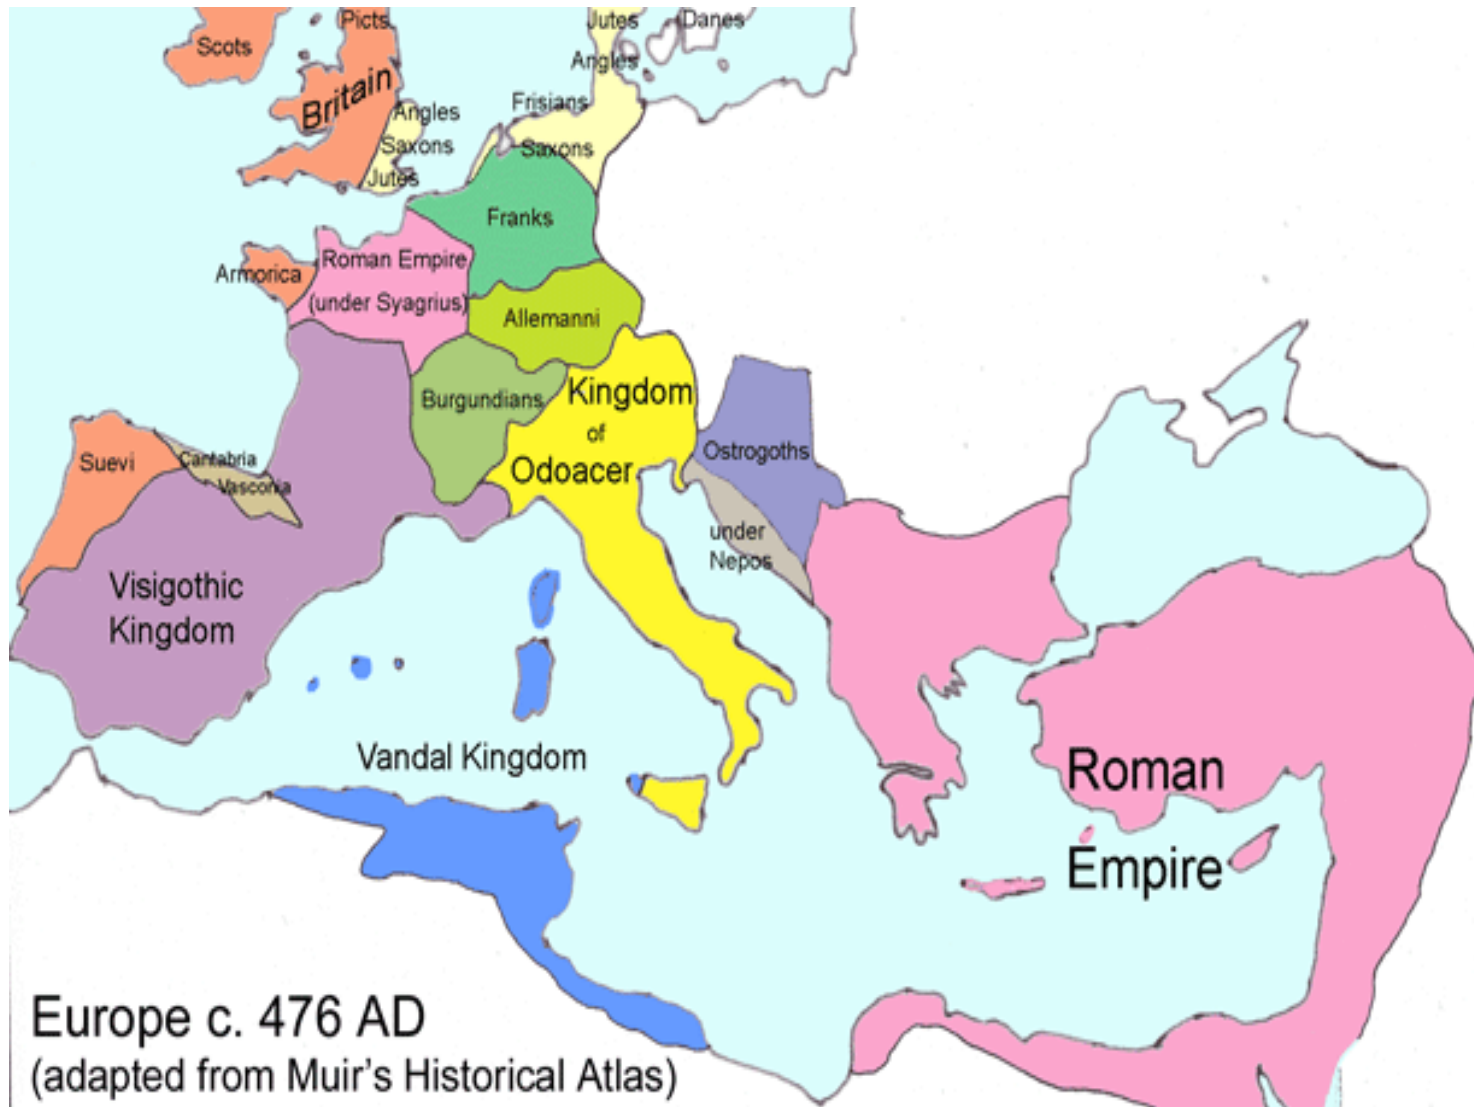 Scots
Picts
Britain
Angles
Saxons
Jutes
Jutes
Danes
Angles
Frisians
Saxons
Franks
Armorica
Roman Empire
(under Syagrius)
Allemanni
Burgundians
Kingdom
of
Odoacer
Ostrogoths
under
Nepos
Suevi
Cantabria
Vasconia
Visigothic
Kingdom
Vandal Kingdom
Roman
Empire
Europe c. 476 AD
(adapted from Muir's Historical Atlas)